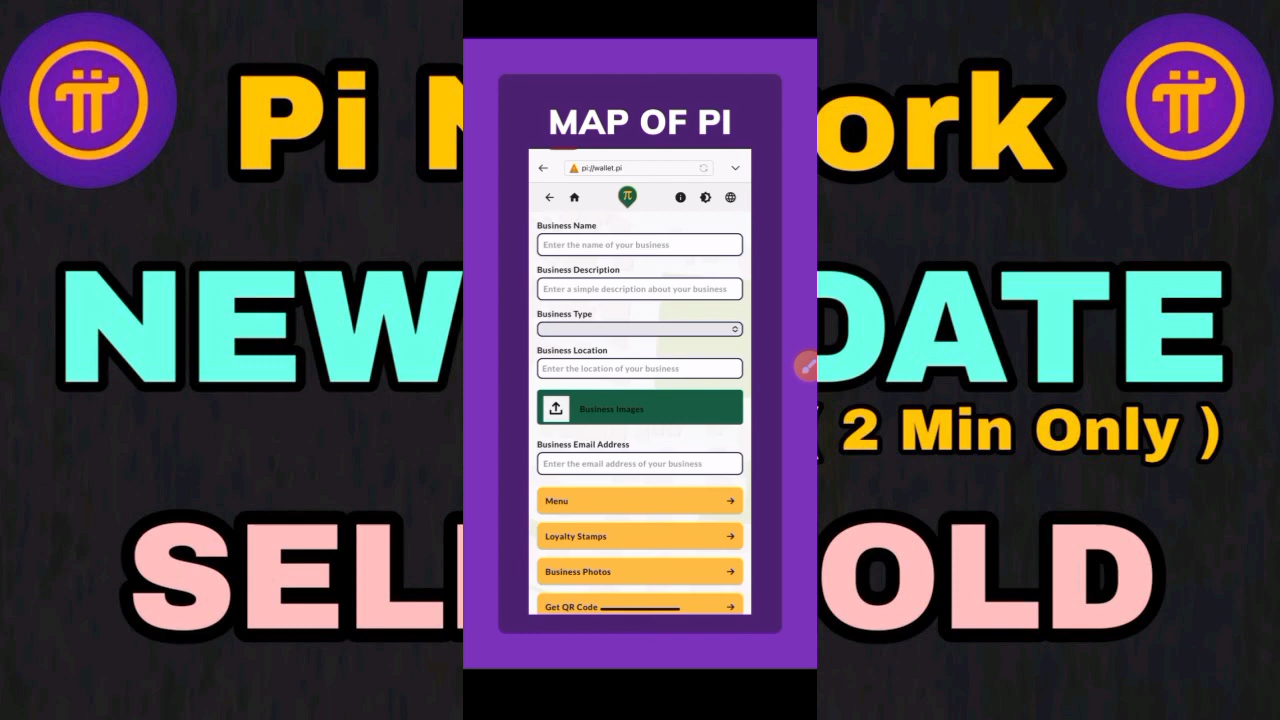 Pi N ork
NEW DATE
( 2 Min Only )
SELL OLD
MAP OF PI
pi://wallet.pi
Business Name
Enter the name of your business
Business Description
Enter a simple description about your business
Business Type
Business Location
Enter the location of your business
Business Images
Business Email Address
Enter the email address of your business
Menu
Loyalty Stamps
Business Photos
Get QR Code